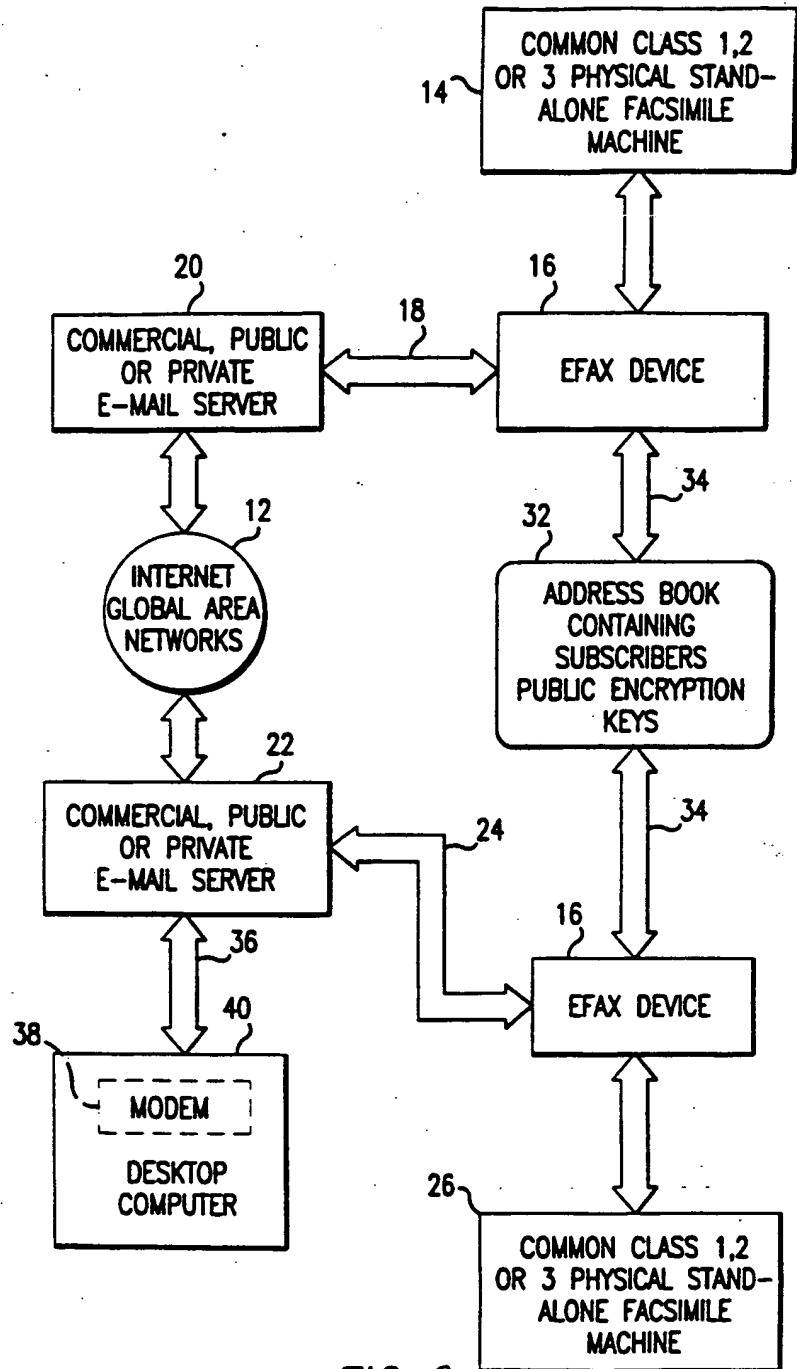 COMMON CLASS 1,2
OR 3 PHYSICAL STAND-
ALONE FACSIMILE
MACHINE
14
20
16
18
COMMERCIAL, PUBLIC
OR PRIVATE
E-MAIL SERVER
EFAX DEVICE
34
12
32
INTERNET
GLOBAL AREA
NETWORKS
ADDRESS BOOK
CONTAINING
SUBSCRIBERS
PUBLIC ENCRYPTION
KEYS
22
COMMERCIAL, PUBLIC
OR PRIVATE
E-MAIL SERVER
24
34
36
16
EFAX DEVICE
38
40
MODEM
DESKTOP
COMPUTER
26
COMMON CLASS 1,2
OR 3 PHYSICAL STAND-
ALONE FACSIMILE
MACHINE